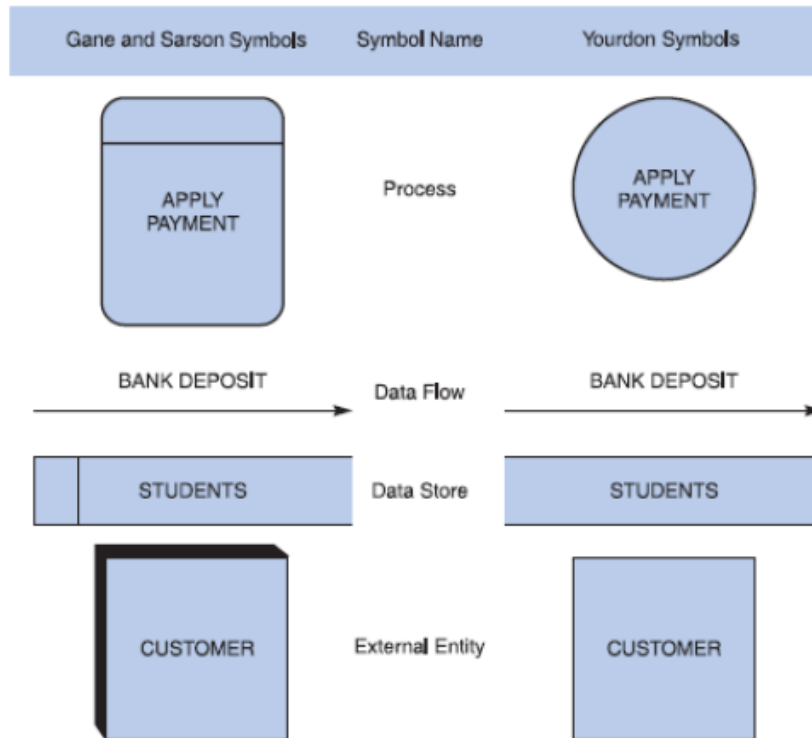 Gane and Sarson Symbols Symbol Name Yourdon Symbols
APPLY
PAYMENT
Process
APPLY
PAYMENT
BANK DEPOSIT Data Flow BANK DEPOSIT
STUDENTS Data Store STUDENTS
CUSTOMER External Entity CUSTOMER